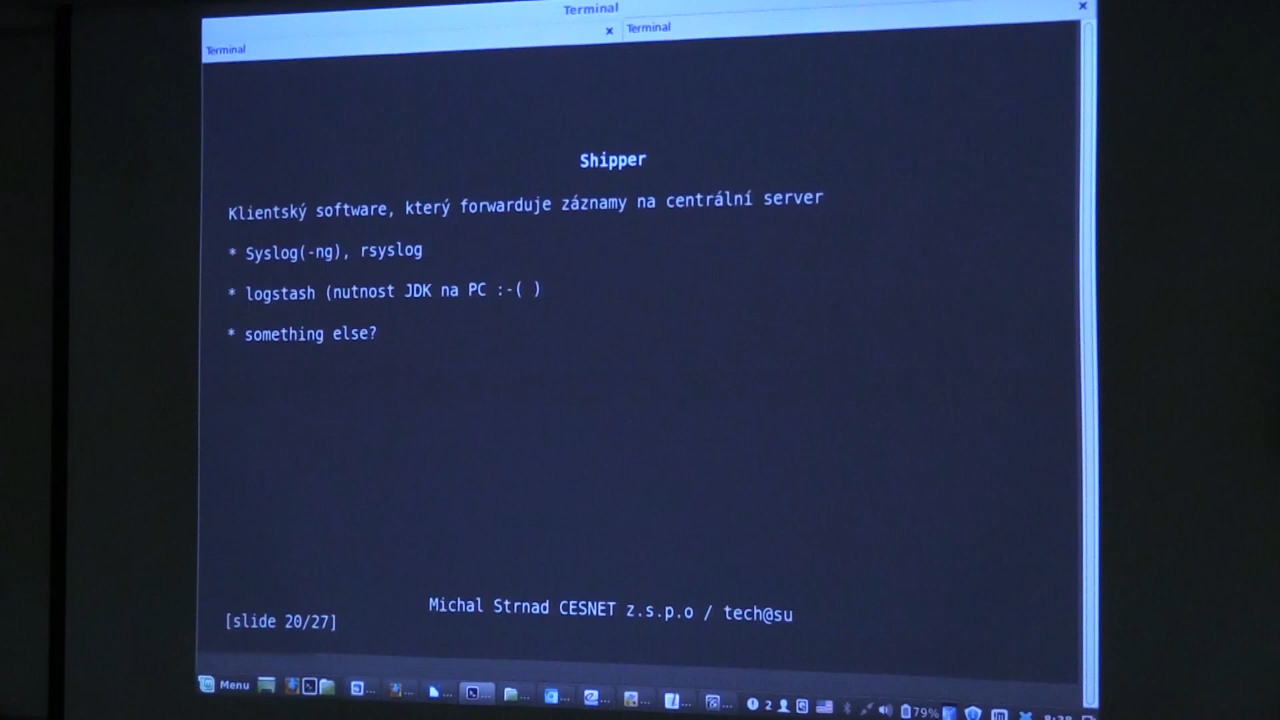 Terminal
Terminal
Terminal
Shipper
Klientský software, který forwarduje záznamy na centrální server
* Syslog(-ng), rsyslog
* logstash (nutnost JDK na PC :-( )
* something else?
Michal Strnad CESNET z.s.p.o / tech@su
[slide 20/27]
Menu
2
79%